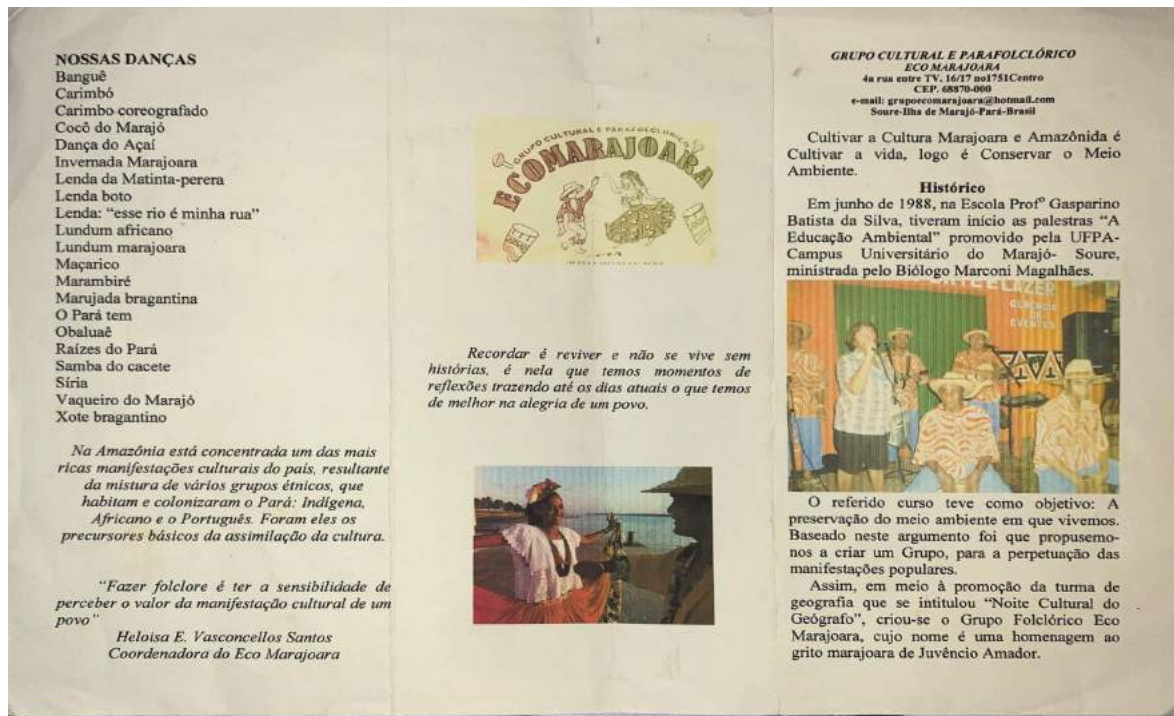 NOSSAS DANÇAS
Banguê
Carimbó
Carimbo coreografado
Cocô do Marajó
Dança do Açaí
Invernada Marajoara
Lenda da Matinta-perera
Lenda boto
Lenda: “esse rio é minha rua”
Lundum africano
Lundum marajoara
Maçarico
Marambiré
Marujada bragantina
O Pará tem
Obaluaê
Raízes do Pará
Samba do cacete
Síria
Vaqueiro do Marajó
Xote bragantino
Na Amazônia está concentrada um das mais
ricas manifestações culturais do país, resultante
da mistura de vários grupos étnicos, que
habitam e colonizaram o Pará: Indígena,
Africano e o Português. Foram eles os
precursores básicos da assimilação da cultura.
“Fazer folclore é ter a sensibilidade de
perceber o valor da manifestação cultural de um
povo”
Heloisa E. Vasconcellos Santos
Coordenadora do Eco Marajoara
GRUPO CULTURAL E PARAFOLCLÓRICO
ECOMARAJOARA
Recordar é reviver e não se vive sem
histórias, é nela que temos momentos de
reflexões trazendo até os dias atuais o que temos
de melhor na alegria de um povo.
GRUPO CULTURAL E PARAFOLCLÓRICO
ECO MARAJOARA
4a rua entre TV. 16/17 no1751Centro
CEP. 68870-000
e-mail: grupoecomarajoara@hotmail.com
Soure-Ilha de Marajó-Pará-Brasil
Cultivar a Cultura Marajoara e Amazônida é
Cultivar a vida, logo é Conservar o Meio
Ambiente.
Histórico
Em junho de 1988, na Escola Profº Gasparino
Batista da Silva, tiveram início as palestras “A
Educação Ambiental” promovido pela UFPA-
Campus Universitário do Marajó- Soure,
ministrada pelo Biólogo Marconi Magalhães.
E LAZER
GERÊNCIA
DE
EVENTOS
O referido curso teve como objetivo: A
preservação do meio ambiente em que vivemos.
Baseado neste argumento foi que propusemo-
nos a criar um Grupo, para a perpetuação das
manifestações populares.
Assim, em meio à promoção da turma de
geografia que se intitulou “Noite Cultural do
Geógrafo”, criou-se o Grupo Folclórico Eco
Marajoara, cujo nome é uma homenagem ao
grito marajoara de Juvêncio Amador.